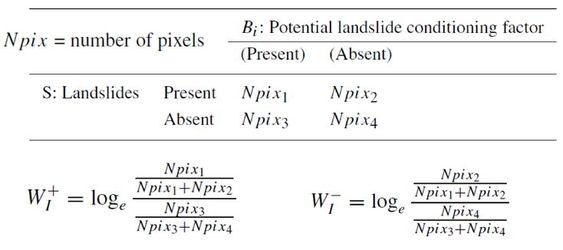 Npix = number of pixels
B_i: Potential landslide conditioning factor
(Present) (Absent)
S: Landslides Present Npix_1 Npix_2
Absent Npix_3 Npix_4
W_I^+ = log_e ((Npix_1 / (Npix_1+Npix_2)) / (Npix_3 / (Npix_3+Npix_4))) W_I^- = log_e ((Npix_2 / (Npix_1+Npix_2)) / (Npix_4 / (Npix_3+Npix_4)))